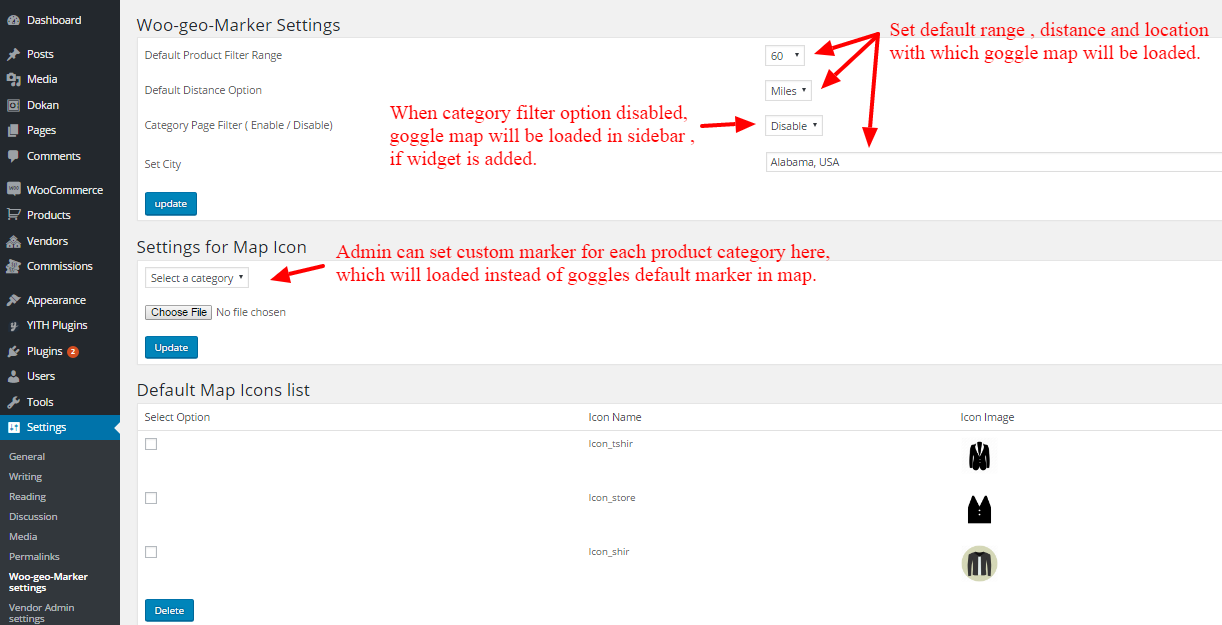 Dashboard
Posts
Media
Dokan
Pages
Comments
WooCommerce
Products
Vendors
Commissions
Appearance
YITH Plugins
Plugins 2
Users
Tools
Settings
General
Writing
Reading
Discussion
Media
Permalinks
Woo-geo-Marker
settings
Vendor Admin
settings
Woo-geo-Marker Settings
Default Product Filter Range
60
Default Distance Option
Miles
Category Page Filter ( Enable / Disable)
Disable
Set City
Alabama, USA
update
Set default range , distance and location
with which goggle map will be loaded.
When category filter option disabled,
goggle map will be loaded in sidebar ,
if widget is added.
Settings for Map Icon
Select a category
Admin can set custom marker for each product category here,
which will loaded instead of goggles default marker in map.
Choose File No file chosen
Update
Default Map Icons list
Select Option Icon Name Icon Image
Icon_tshir
Icon_store
Icon_shir
Delete